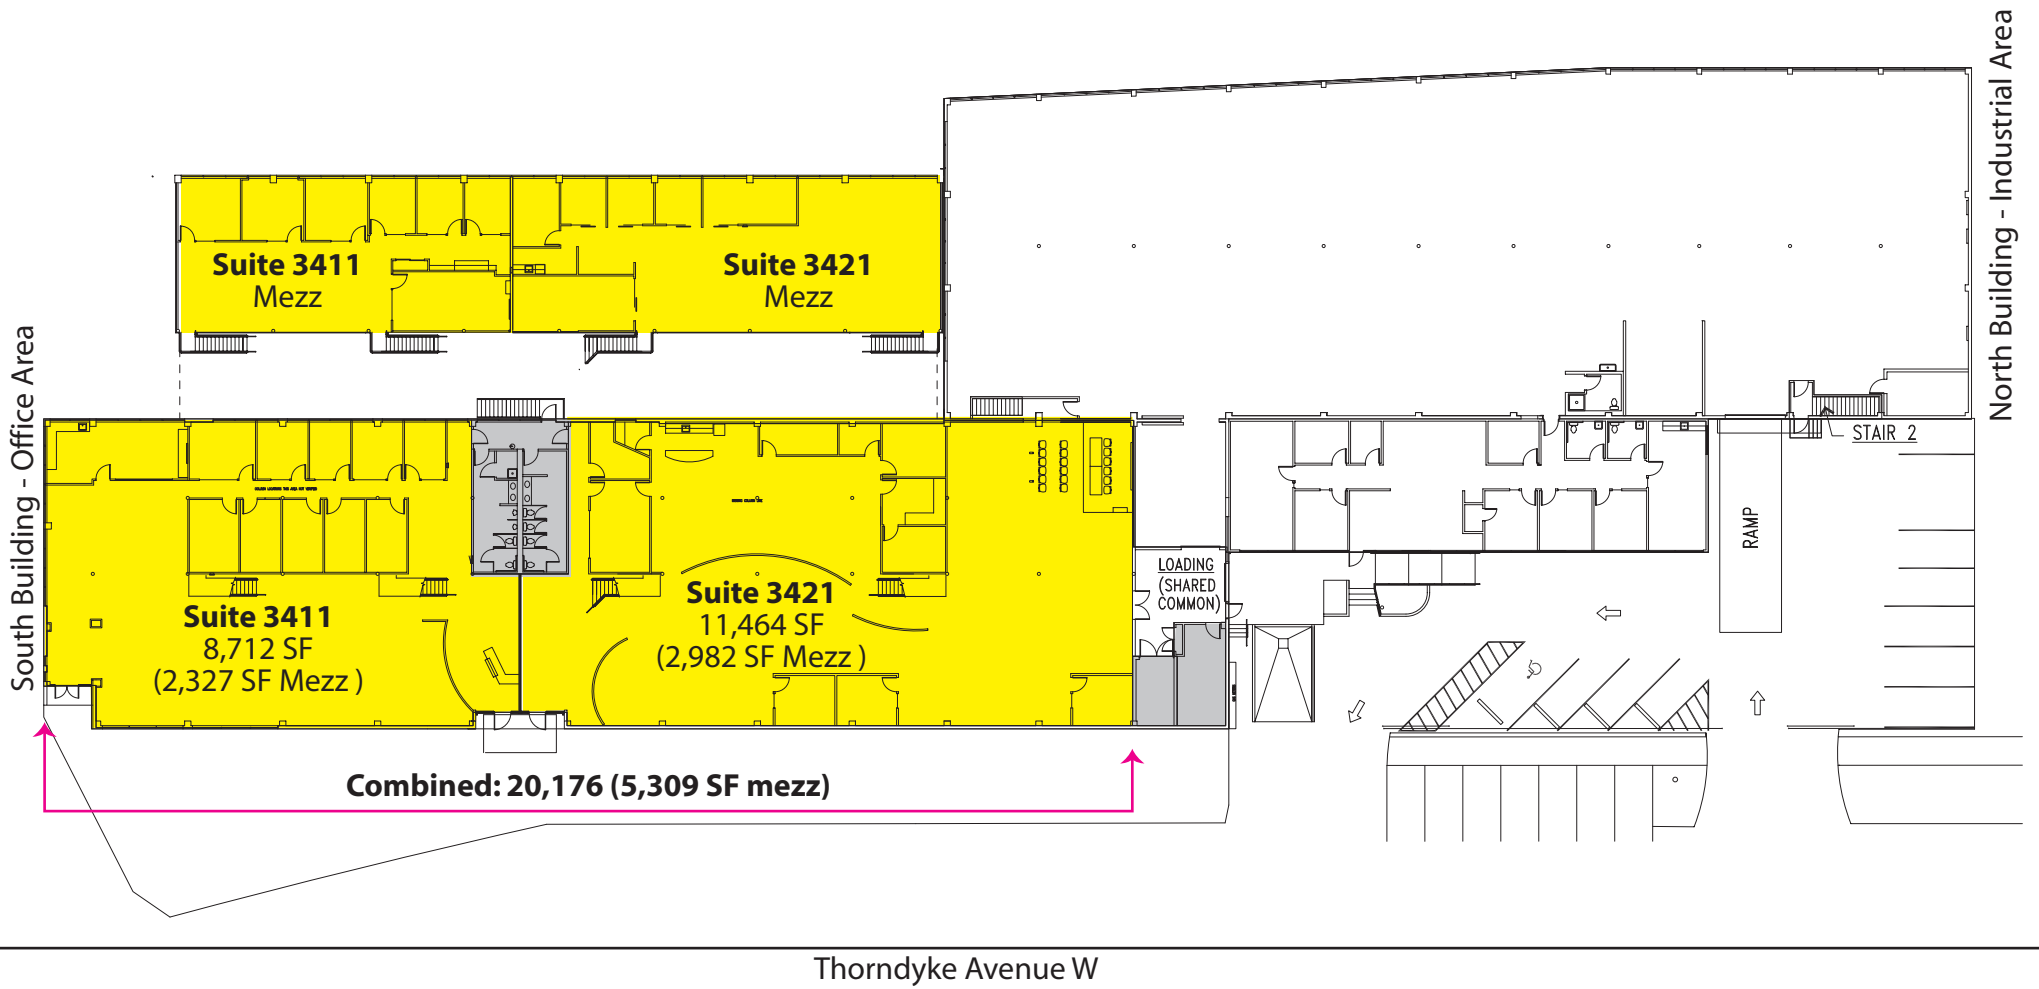 North Building - Industrial Area
South Building - Office Area
Suite 3411
Mezz
Suite 3421
Mezz
STAIR 2
RAMP
LOADING
(SHARED
COMMON)
Suite 3411
8,712 SF
(2,327 SF Mezz )
Suite 3421
11,464 SF
(2,982 SF Mezz )
Combined: 20,176 (5,309 SF mezz)
Thorndyke Avenue W